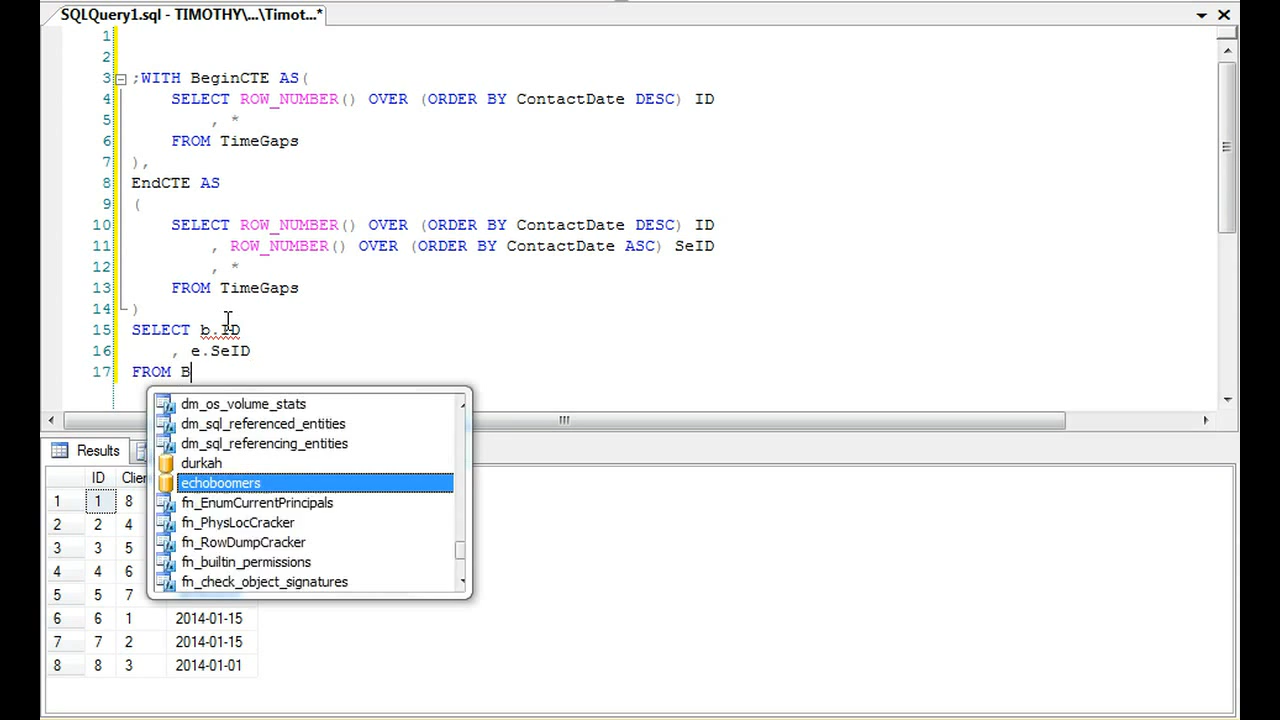 SQLQuery1.sql - TIMOTHY\...\Timot...*
1
2
3 ;WITH BeginCTE AS(
4 SELECT ROW_NUMBER() OVER (ORDER BY ContactDate DESC) ID
5 , *
6 FROM TimeGaps
7 ),
8 EndCTE AS
9 (
10 SELECT ROW_NUMBER() OVER (ORDER BY ContactDate DESC) ID
11 , ROW_NUMBER() OVER (ORDER BY ContactDate ASC) SeID
12 , *
13 FROM TimeGaps
14 )
15 SELECT b.ID
16 , e.SeID
17 FROM B
dm_os_volume_stats
dm_sql_referenced_entities
dm_sql_referencing_entities
durkah
echoboomers
fn_EnumCurrentPrincipals
fn_PhysLocCracker
fn_RowDumpCracker
fn_builtin_permissions
fn_check_object_signatures
Results
ID Clien
1 1 8
2 2 4
3 3 5
4 4 6
5 5 7
6 6 1 2014-01-15
7 7 2 2014-01-15
8 8 3 2014-01-01